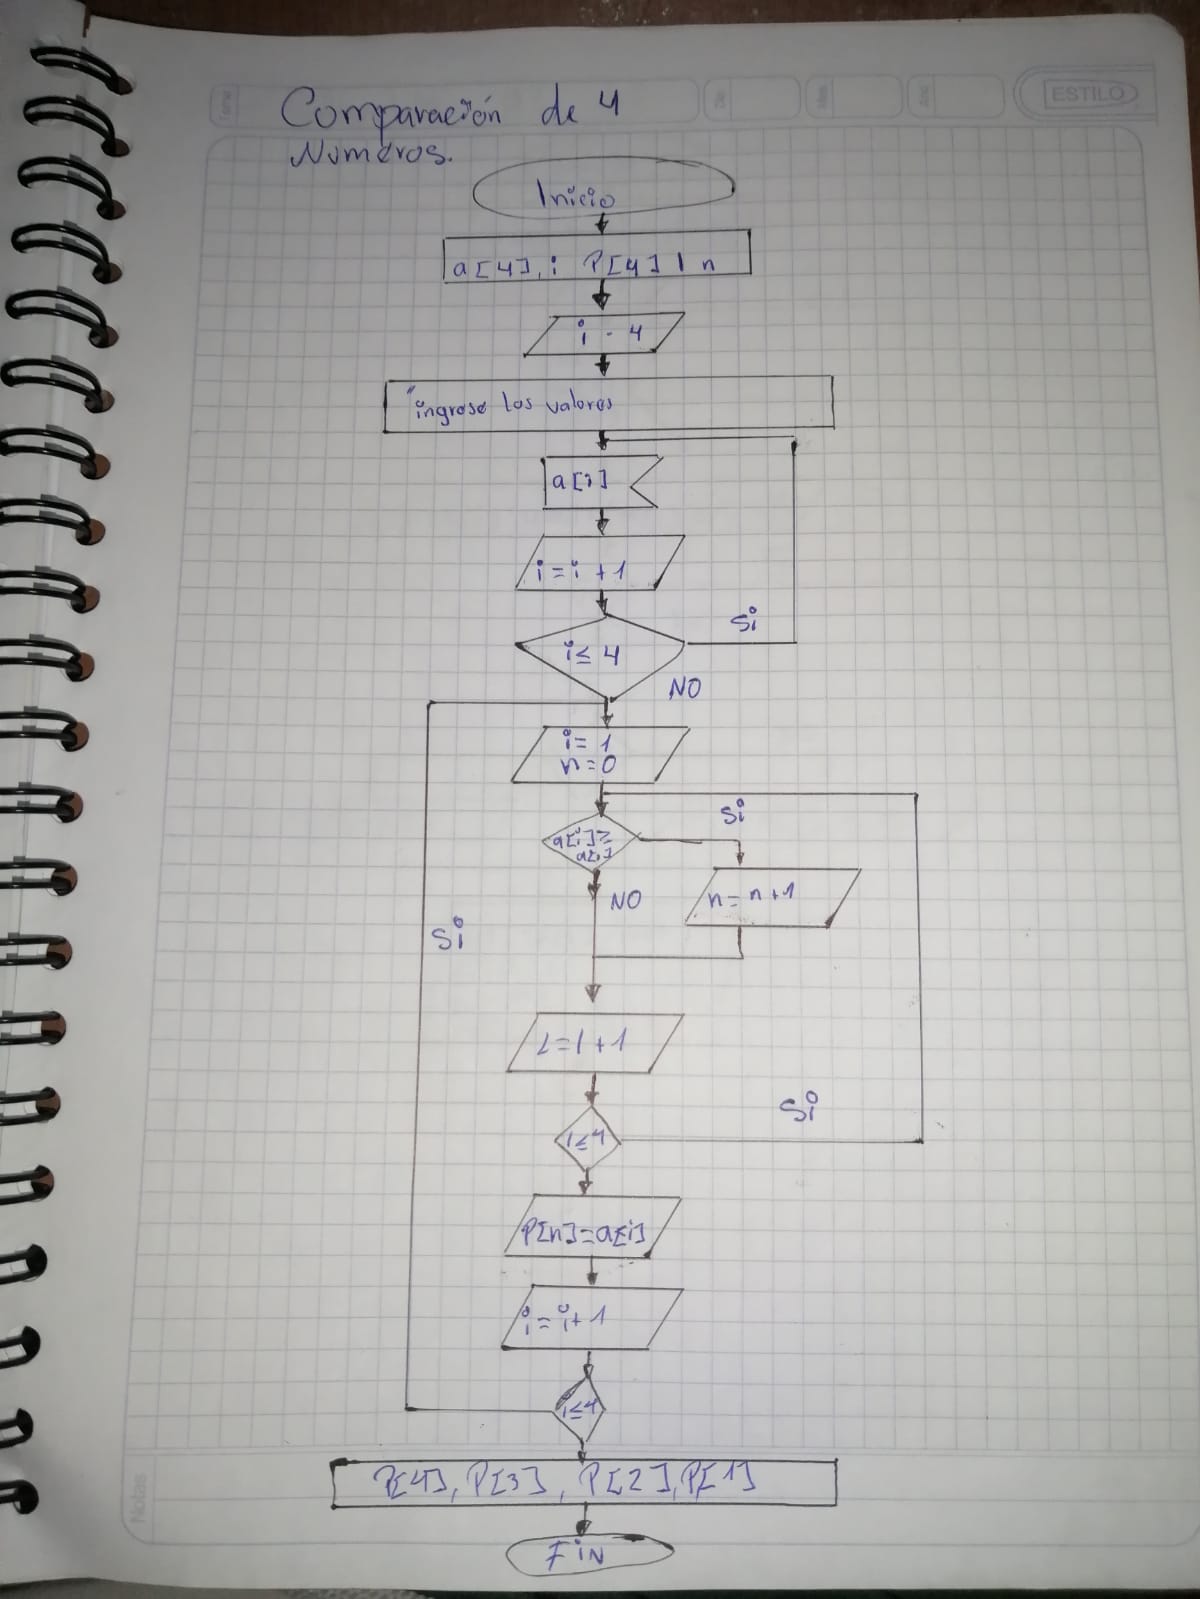 ESTILO
Comparación de 4
Números.
Inicio
a[4], i P[4] l n
i - 4
"ingrese los valores
a[i]
i = i + 1
i ≤ 4
Si
NO
i = 1
n = 0
a[i] ≥
a[i]
Si
NO
n = n + 1
Si
L = l + 1
l ≤ 4
Si
P[n] = a[i]
i = i + 1
i ≤ 4
P[4], P[3], P[2], P[1]
FiN
Notas